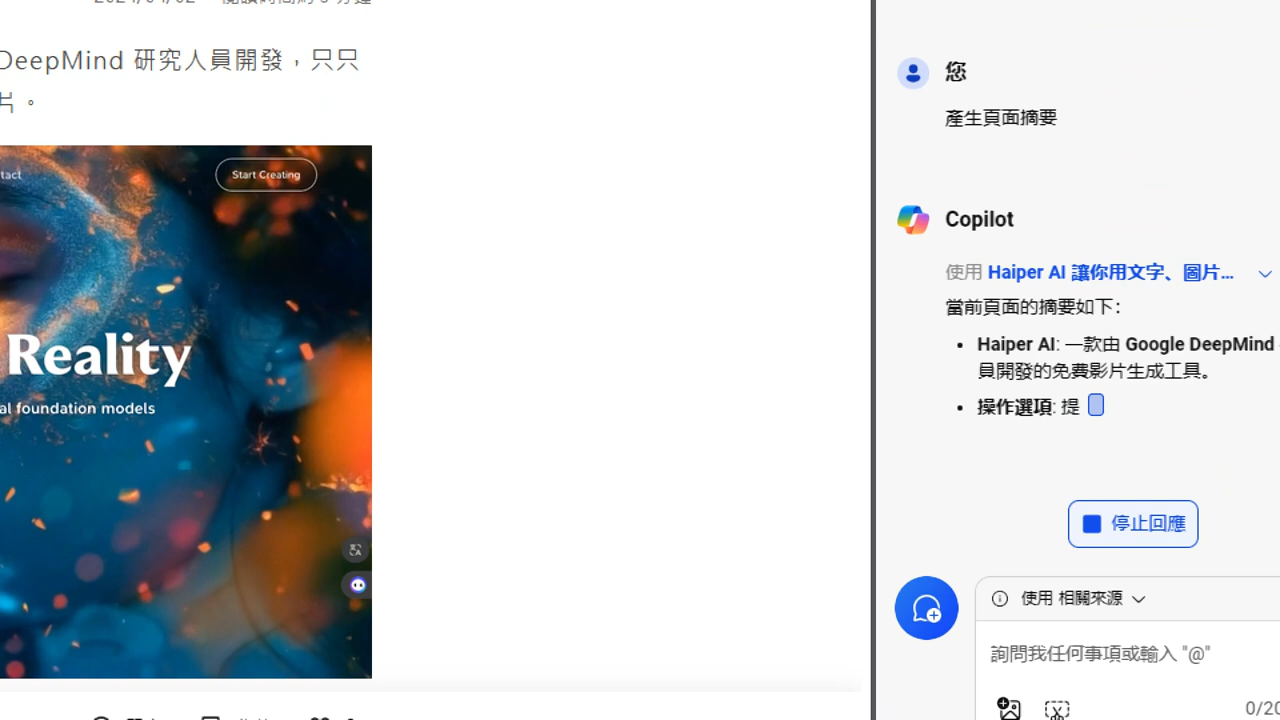 DeepMind 研究人員開發，只只
片。
tact
Start Creating
Reality
al foundation models
您
產生頁面摘要
Copilot
使用 Haiper AI 讓你用文字、圖片...
當前頁面的摘要如下：
• Haiper AI: 一款由 Google DeepMind
員開發的免費影片生成工具。
• 操作選項: 提
停止回應
使用 相關來源
詢問我任何事項或輸入 "@"
0/20